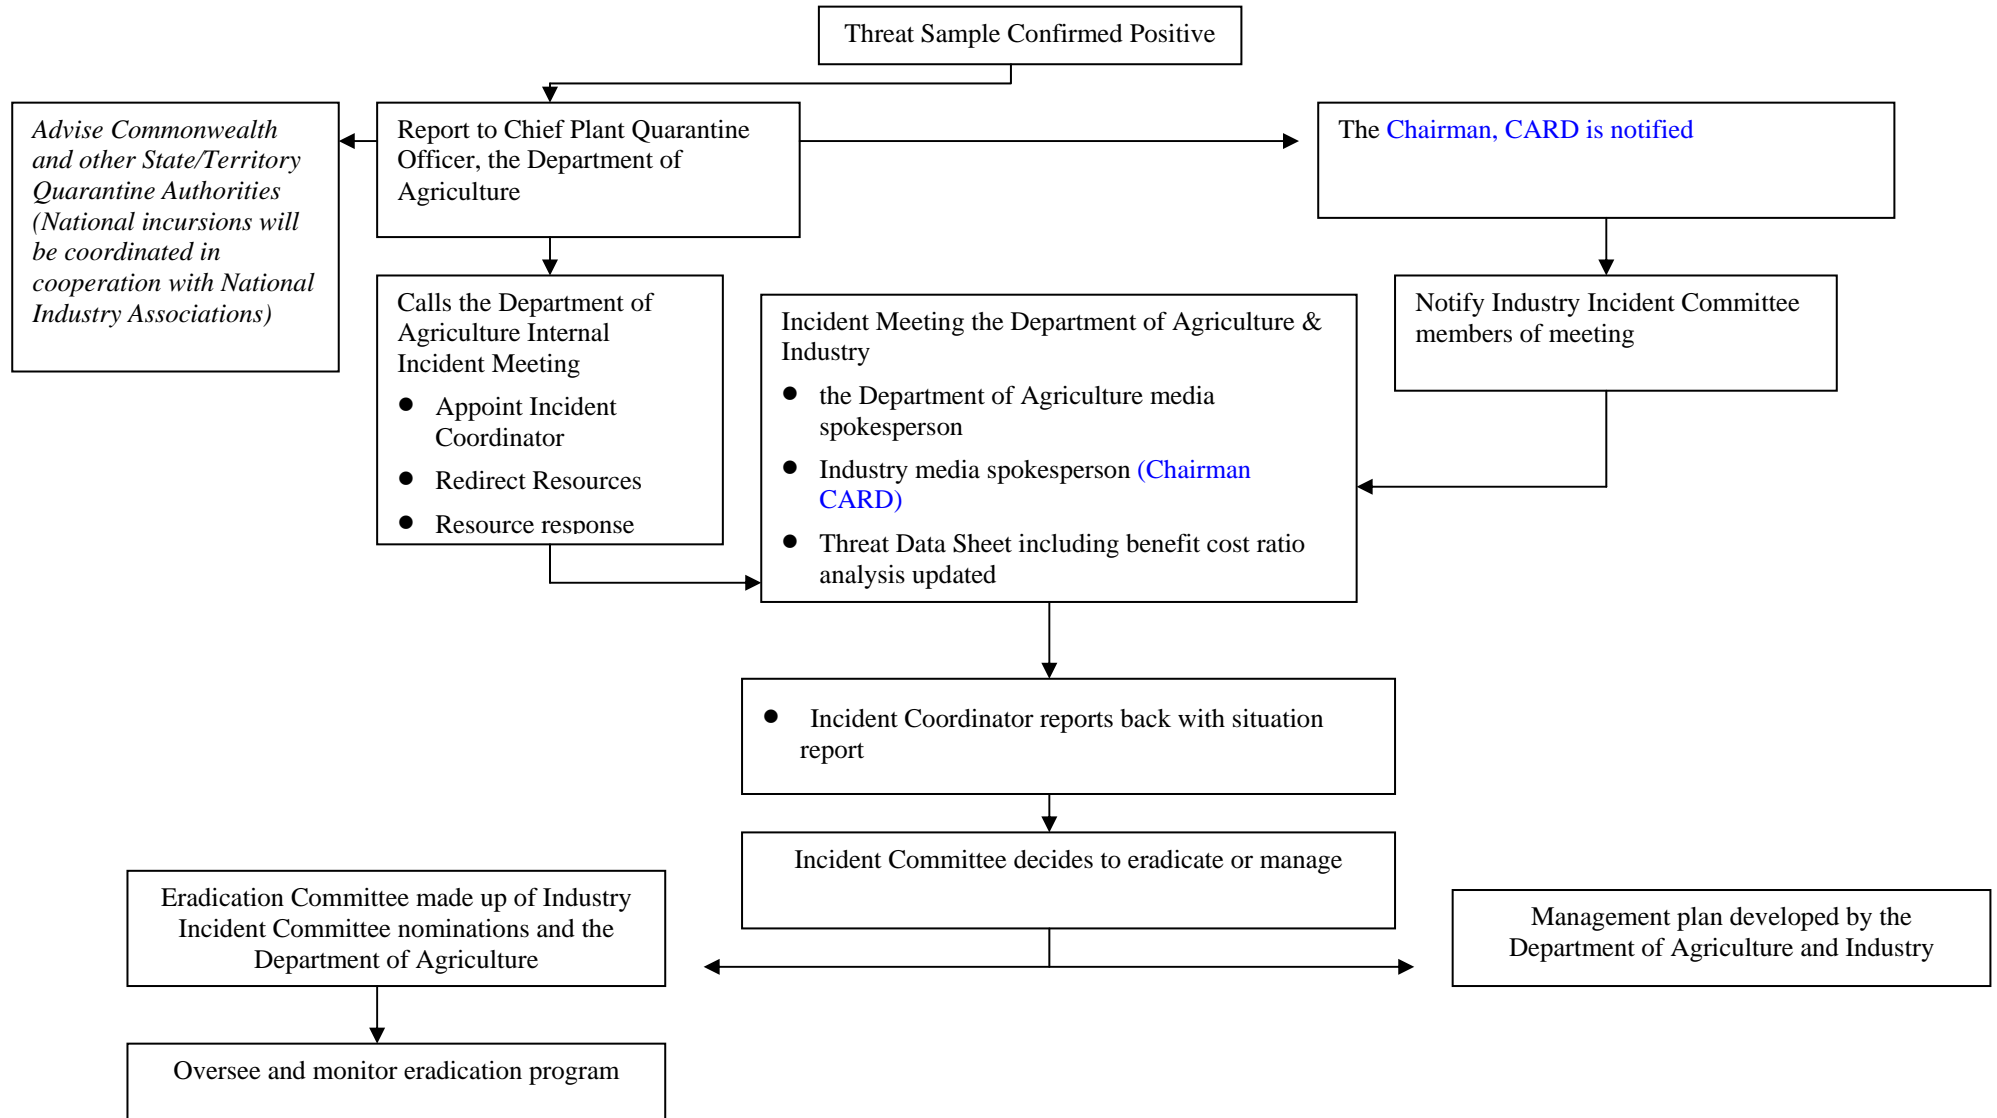 Threat Sample Confirmed Positive
Advise Commonwealth
and other State/Territory
Quarantine Authorities
(National incursions will
be coordinated in
cooperation with National
Industry Associations)
Report to Chief Plant Quarantine
Officer, the Department of
Agriculture
The Chairman, CARD is notified
Calls the Department of
Agriculture Internal
Incident Meeting
● Appoint Incident
Coordinator
● Redirect Resources
● Resource response
Incident Meeting the Department of Agriculture &
Industry
● the Department of Agriculture media
spokesperson
● Industry media spokesperson (Chairman
CARD)
● Threat Data Sheet including benefit cost ratio
analysis updated
Notify Industry Incident Committee
members of meeting
● Incident Coordinator reports back with situation
report
Incident Committee decides to eradicate or manage
Eradication Committee made up of Industry
Incident Committee nominations and the
Department of Agriculture
Management plan developed by the
Department of Agriculture and Industry
Oversee and monitor eradication program